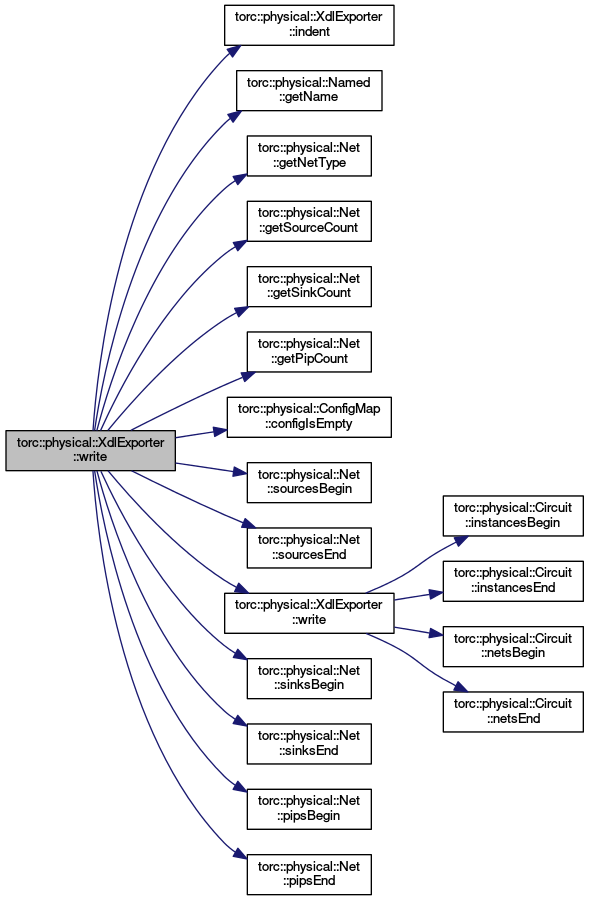 torc::physical::XdlExporter
::indent
torc::physical::Named
::getName
torc::physical::Net
::getNetType
torc::physical::Net
::getSourceCount
torc::physical::Net
::getSinkCount
torc::physical::Net
::getPipCount
torc::physical::ConfigMap
::configIsEmpty
torc::physical::XdlExporter
::write
torc::physical::Net
::sourcesBegin
torc::physical::Net
::sourcesEnd
torc::physical::XdlExporter
::write
torc::physical::Circuit
::instancesBegin
torc::physical::Circuit
::instancesEnd
torc::physical::Circuit
::netsBegin
torc::physical::Circuit
::netsEnd
torc::physical::Net
::sinksBegin
torc::physical::Net
::sinksEnd
torc::physical::Net
::pipsBegin
torc::physical::Net
::pipsEnd